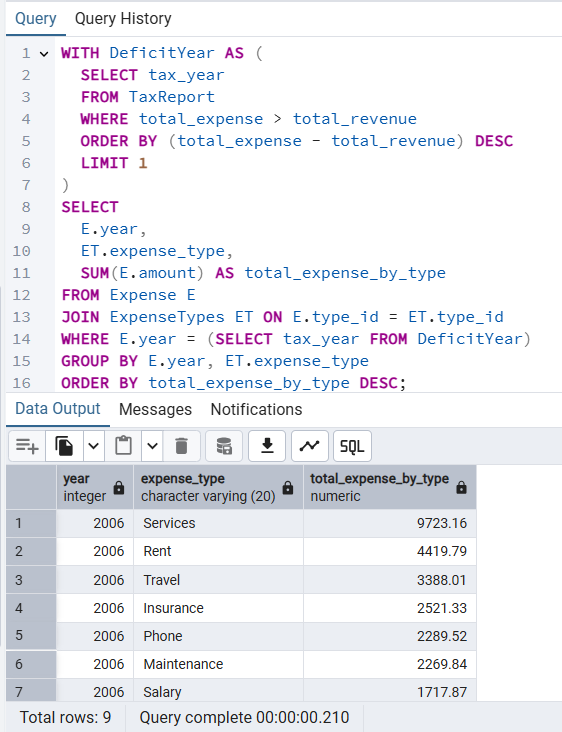 Query Query History
1 WITH DeficitYear AS (
2 SELECT tax_year
3 FROM TaxReport
4 WHERE total_expense > total_revenue
5 ORDER BY (total_expense - total_revenue) DESC
6 LIMIT 1
7 )
8 SELECT
9 E.year,
10 ET.expense_type,
11 SUM(E.amount) AS total_expense_by_type
12 FROM Expense E
13 JOIN ExpenseTypes ET ON E.type_id = ET.type_id
14 WHERE E.year = (SELECT tax_year FROM DeficitYear)
15 GROUP BY E.year, ET.expense_type
16 ORDER BY total_expense_by_type DESC;
Data Output Messages Notifications
SQL
year expense_type total_expense_by_type
integer character varying (20) numeric
1 2006 Services 9723.16
2 2006 Rent 4419.79
3 2006 Travel 3388.01
4 2006 Insurance 2521.33
5 2006 Phone 2289.52
6 2006 Maintenance 2269.84
7 2006 Salary 1717.87
Total rows: 9 Query complete 00:00:00.210